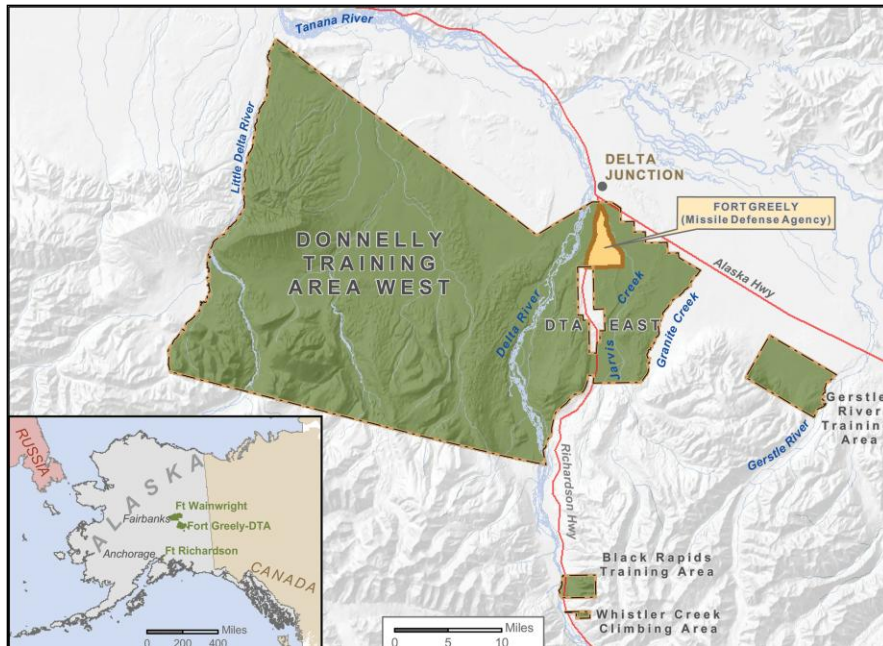 Tanana River
Little Delta River
DELTA
JUNCTION
FORT GREELY
(Missile Defense Agency)
DONNELLY
TRAINING
AREA WEST
Delta River
DTA EAST
Jarvis Creek
Granite Creek
Alaska Hwy
Gerstle
River
Training
Area
Gerstle River
Richardson Hwy
Black Rapids
Training Area
Whistler Creek
Climbing Area
RUSSIA
ALASKA
Ft Wainwright
Fairbanks
Fort Greely-DTA
Anchorage
Ft Richardson
CANADA
Miles
0 200 400
Miles
0 5 10